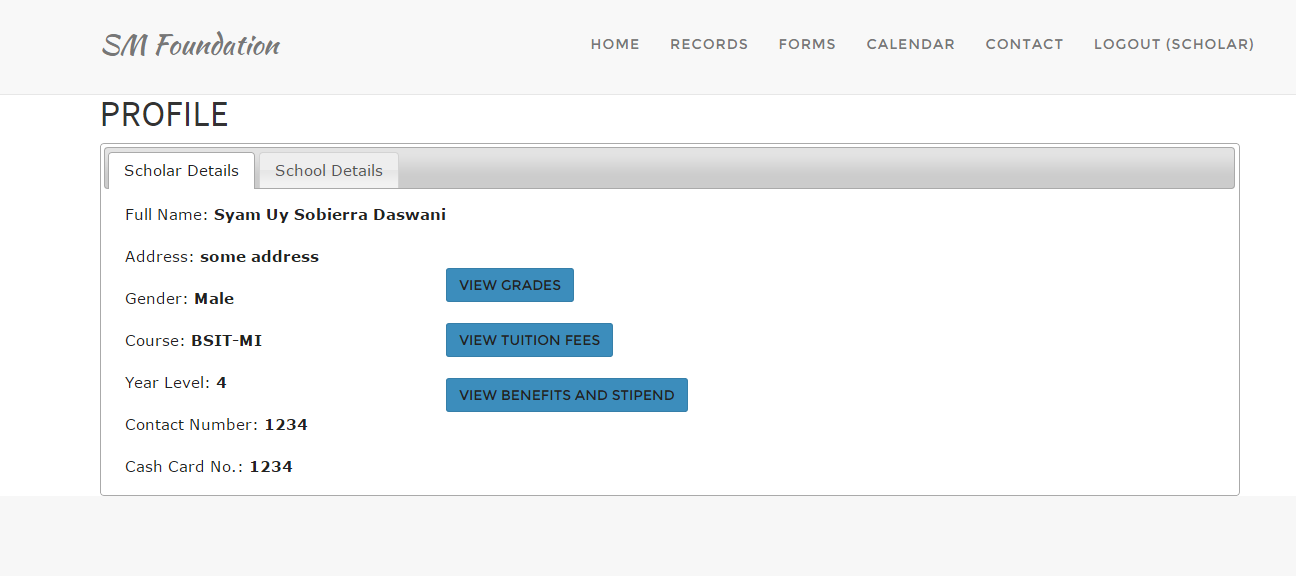 SM Foundation
HOME RECORDS FORMS CALENDAR CONTACT LOGOUT (SCHOLAR)
PROFILE
Scholar Details School Details
Full Name: Syam Uy Sobierra Daswani
Address: some address
VIEW GRADES
Gender: Male
Course: BSIT-MI
VIEW TUITION FEES
Year Level: 4
VIEW BENEFITS AND STIPEND
Contact Number: 1234
Cash Card No.: 1234